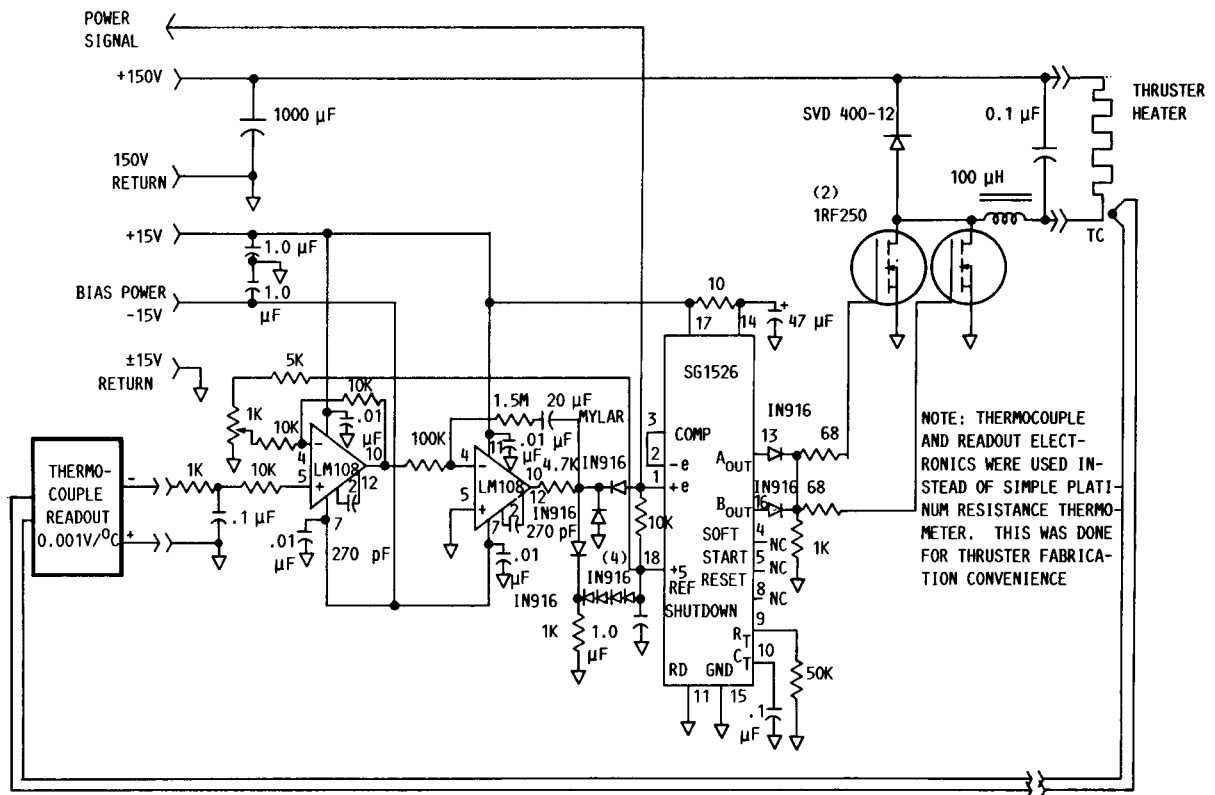 POWER
SIGNAL
+150V
1000 µF
150V
RETURN
SVD 400-12
0.1 µF
THRUSTER
HEATER
100 µH
(2)
1RF250
TC
+15V
1.0 µF
BIAS POWER
-15V
1.0
µF
±15V
RETURN
10
17
14
+
47 µF
SG1526
5K
10K
1K
10K
.01
µF
−
4
LM108
10
5
+
2
12
7
270 pF
.01
µF
100K
1.5M
20 µF
MYLAR
11
.01
µF
4
−
LM108
10
4.7K
IN916
5
+
2
12
IN916
270 pF
7
.01
µF
(4)
IN916
IN916
10K
1K
1.0
µF
THERMO-
COUPLE
READOUT
0.001V/°C
-
+
1K
10K
.1 µF
3
COMP
2
-e
1
+e
18
+5
REF
SHUTDOWN
IN916
13
AOUT
68
IN916
16
BOUT
68
SOFT
4
NC
1K
START
5
NC
RESET
8
NC
9
RT
10
CT
50K
.1
µF
RD
GND
11
15
NOTE: THERMOCOUPLE
AND READOUT ELECT-
RONICS WERE USED IN-
STEAD OF SIMPLE PLATI-
NUM RESISTANCE THERMO-
METER. THIS WAS DONE
FOR THRUSTER FABRICA-
TION CONVENIENCE